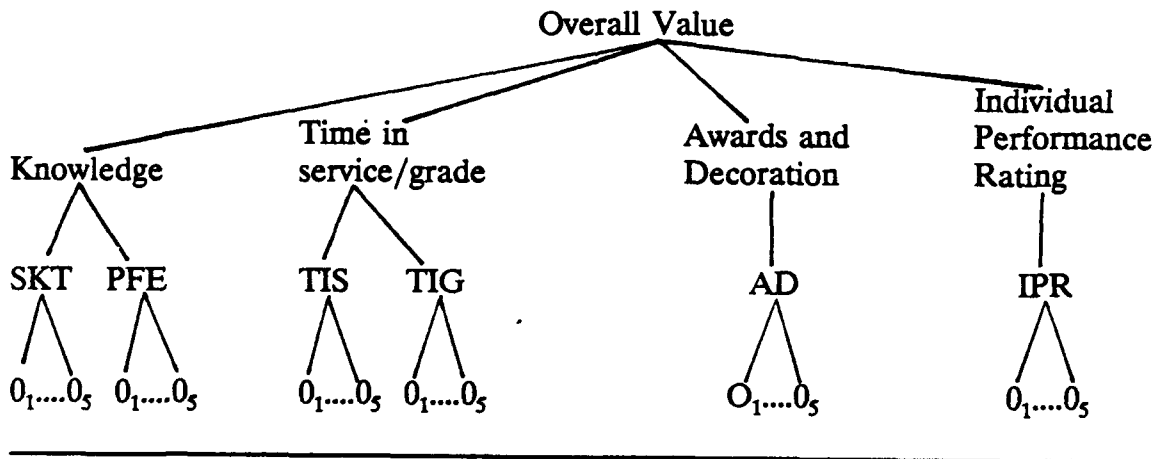 Overall Value
Knowledge
Time in
service/grade
Awards and
Decoration
Individual
Performance
Rating
SKT PFE TIS TIG AD IPR
0₁....0₅ 0₁....0₅ 0₁....0₅ 0₁....0₅ O₁....0₅ 0₁....0₅